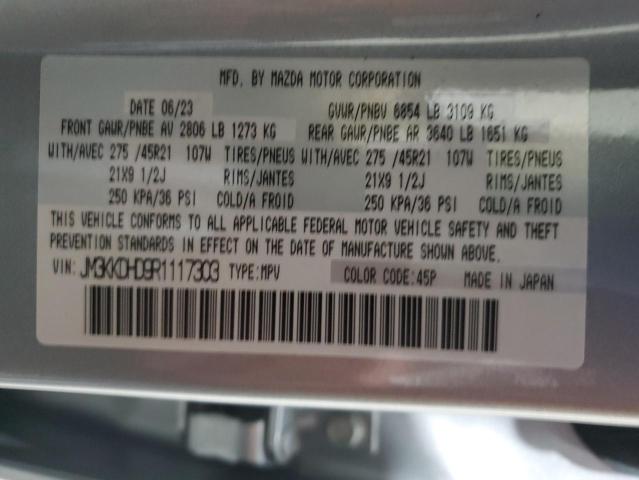 MFD. BY MAZDA MOTOR CORPORATION
DATE 06/23 GVWR/PNBV 6854 LB 3109 KG
FRONT GAWR/PNBE AV 2806 LB 1273 KG REAR GAWR/PNBE AR 3640 LB 1651 KG
WITH/AVEC 275 /45R21 107W TIRES/PNEUS WITH/AVEC 275 /45R21 107W TIRES/PNEUS
21X9 1/2J RIMS/JANTES 21X9 1/2J RIMS/JANTES
250 KPA/36 PSI COLD/A FROID 250 KPA/36 PSI COLD/A FROID
THIS VEHICLE CONFORMS TO ALL APPLICABLE FEDERAL MOTOR VEHICLE SAFETY AND THEFT
PREVENTION STANDARDS IN EFFECT ON THE DATE OF MANUFACTURE SHOWN ABOVE.
VIN: JM3KKDHD9R1117303 TYPE:MPV COLOR CODE:45P MADE IN JAPAN